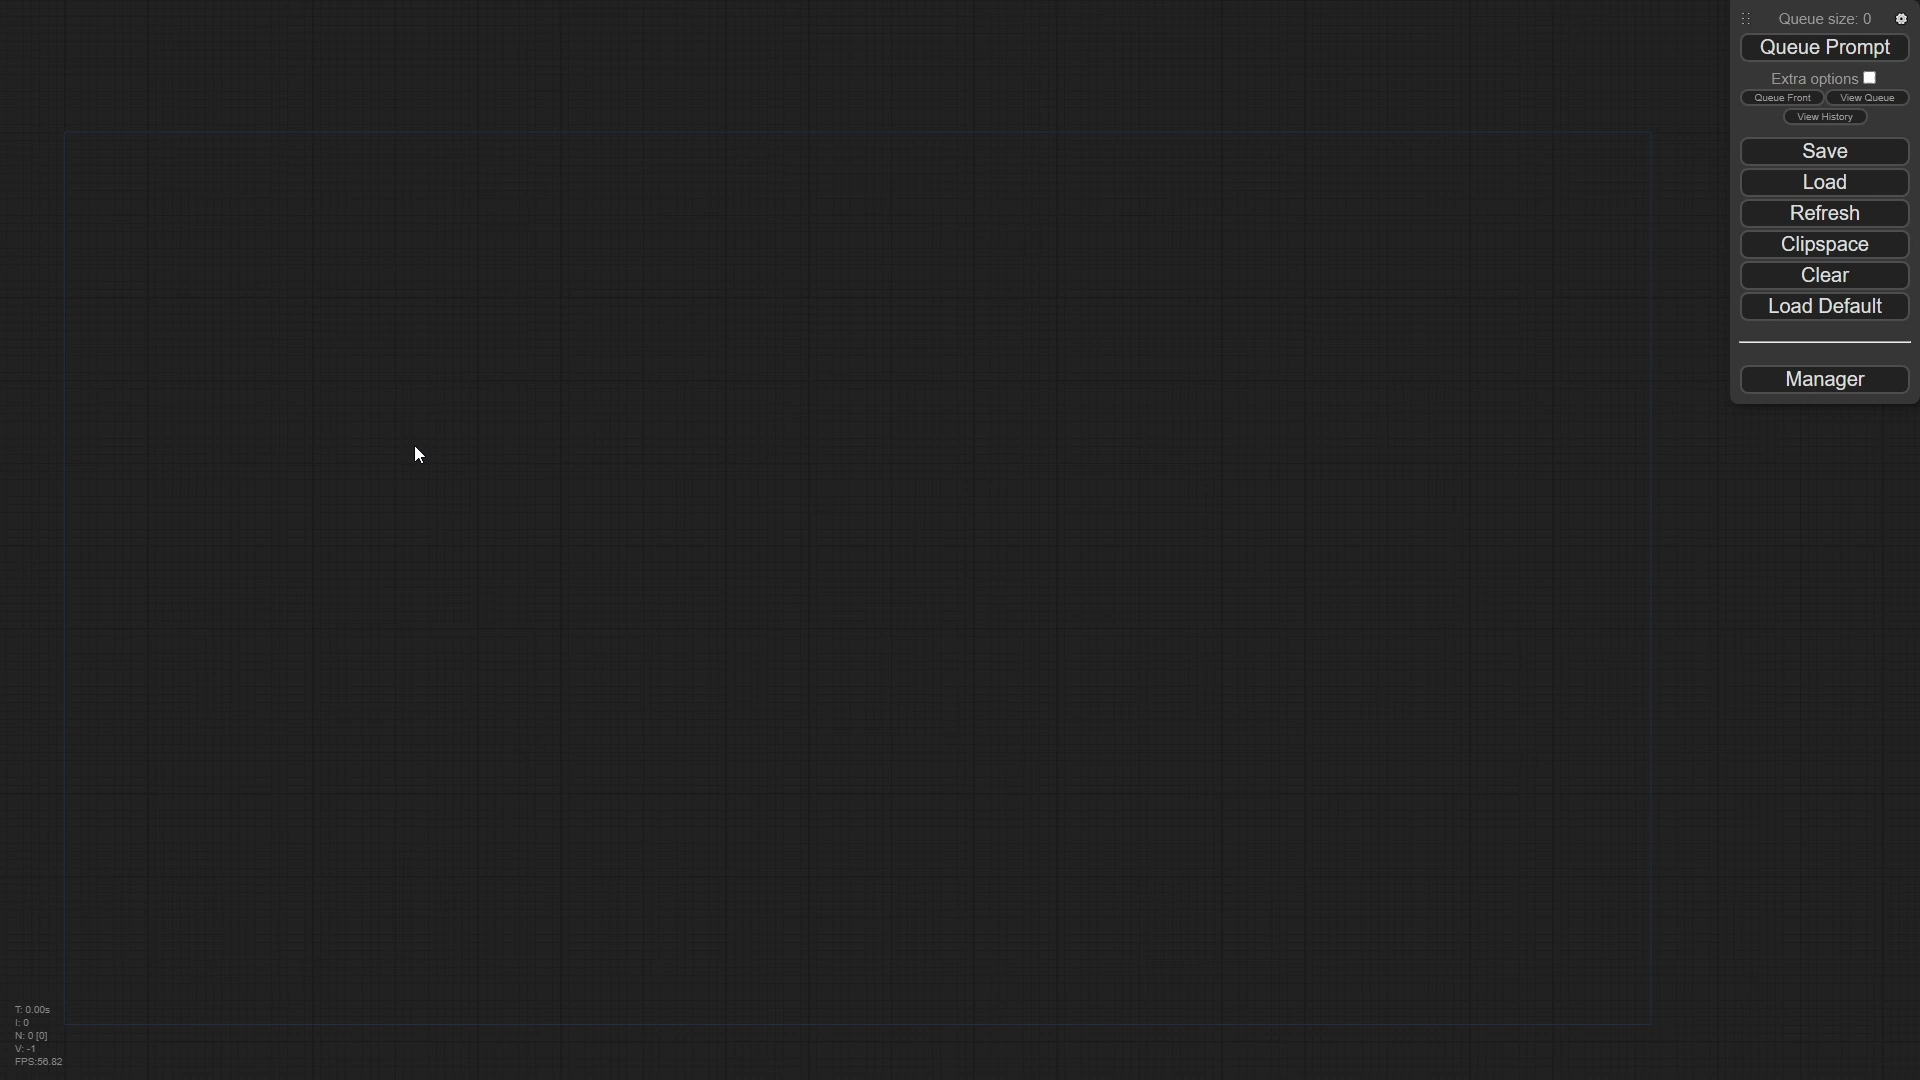 Queue size: 0
Queue Prompt
Extra options
Queue Front View Queue
View History
Save
Load
Refresh
Clipspace
Clear
Load Default
Manager
T: 0.00s
I: 0
N: 0 [0]
V: -1
FPS:56.82